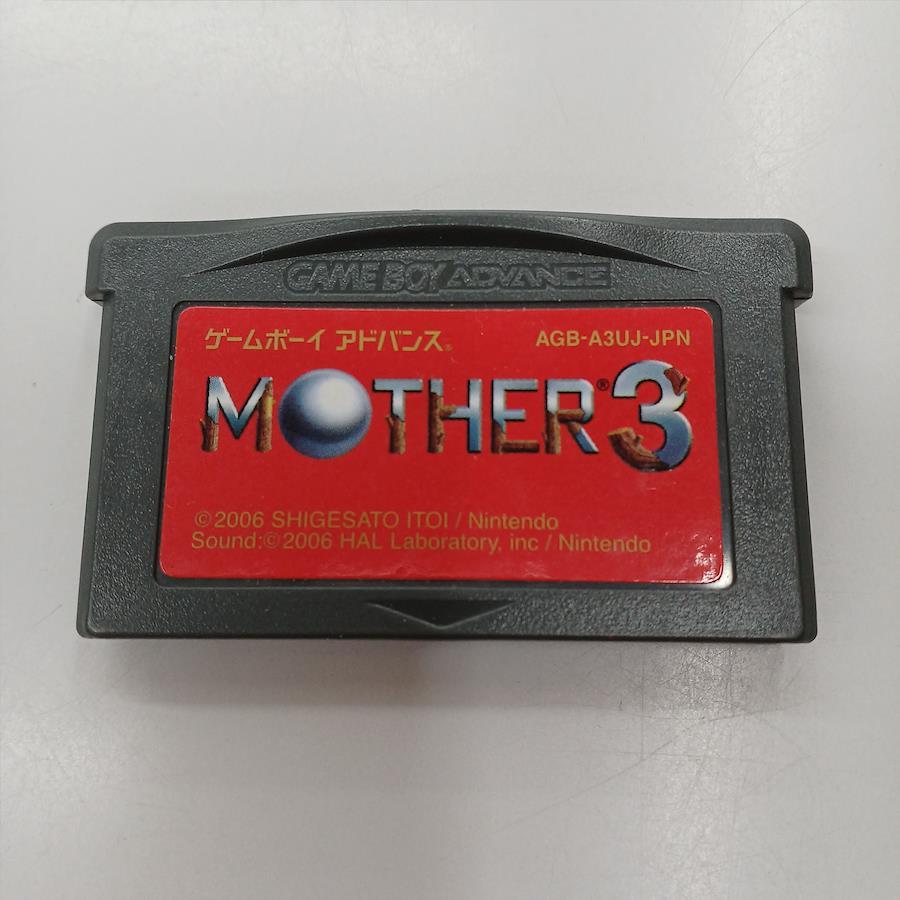 GAME BOY ADVANCE
ゲームボーイ アドバンス® AGB-A3UJ-JPN
MOTHER®3
©2006 SHIGESATO ITOI / Nintendo
Sound:©2006 HAL Laboratory, inc / Nintendo